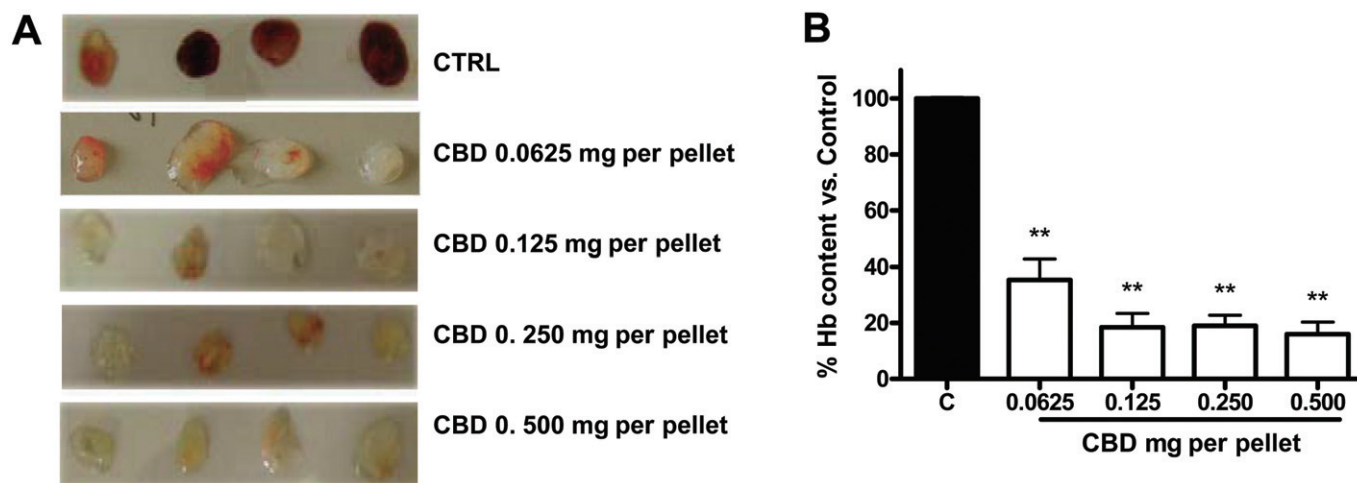 A
CTRL
CBD 0.0625 mg per pellet
CBD 0.125 mg per pellet
CBD 0. 250 mg per pellet
CBD 0. 500 mg per pellet
B
% Hb content vs. Control
100
80
60
40
20
0
**
**
**
**
C 0.0625 0.125 0.250 0.500
CBD mg per pellet